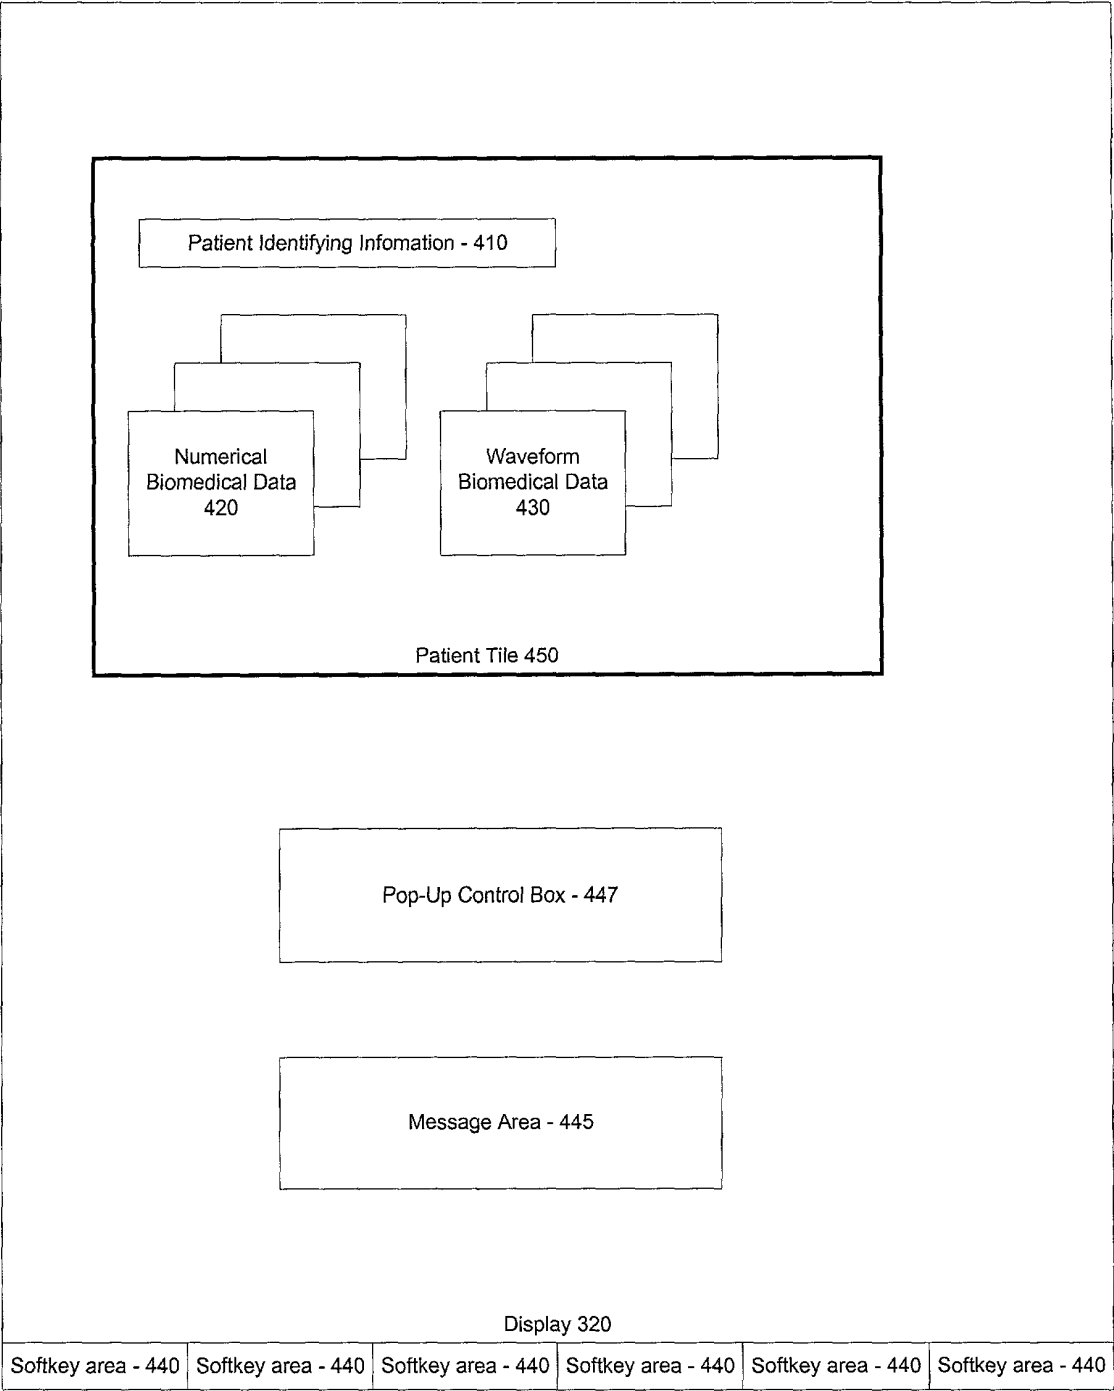 Patient Identifying Infomation - 410
Numerical
Biomedical Data
420
Waveform
Biomedical Data
430
Patient Tile 450
Pop-Up Control Box - 447
Message Area - 445
Display 320
Softkey area - 440 Softkey area - 440 Softkey area - 440 Softkey area - 440 Softkey area - 440 Softkey area - 440